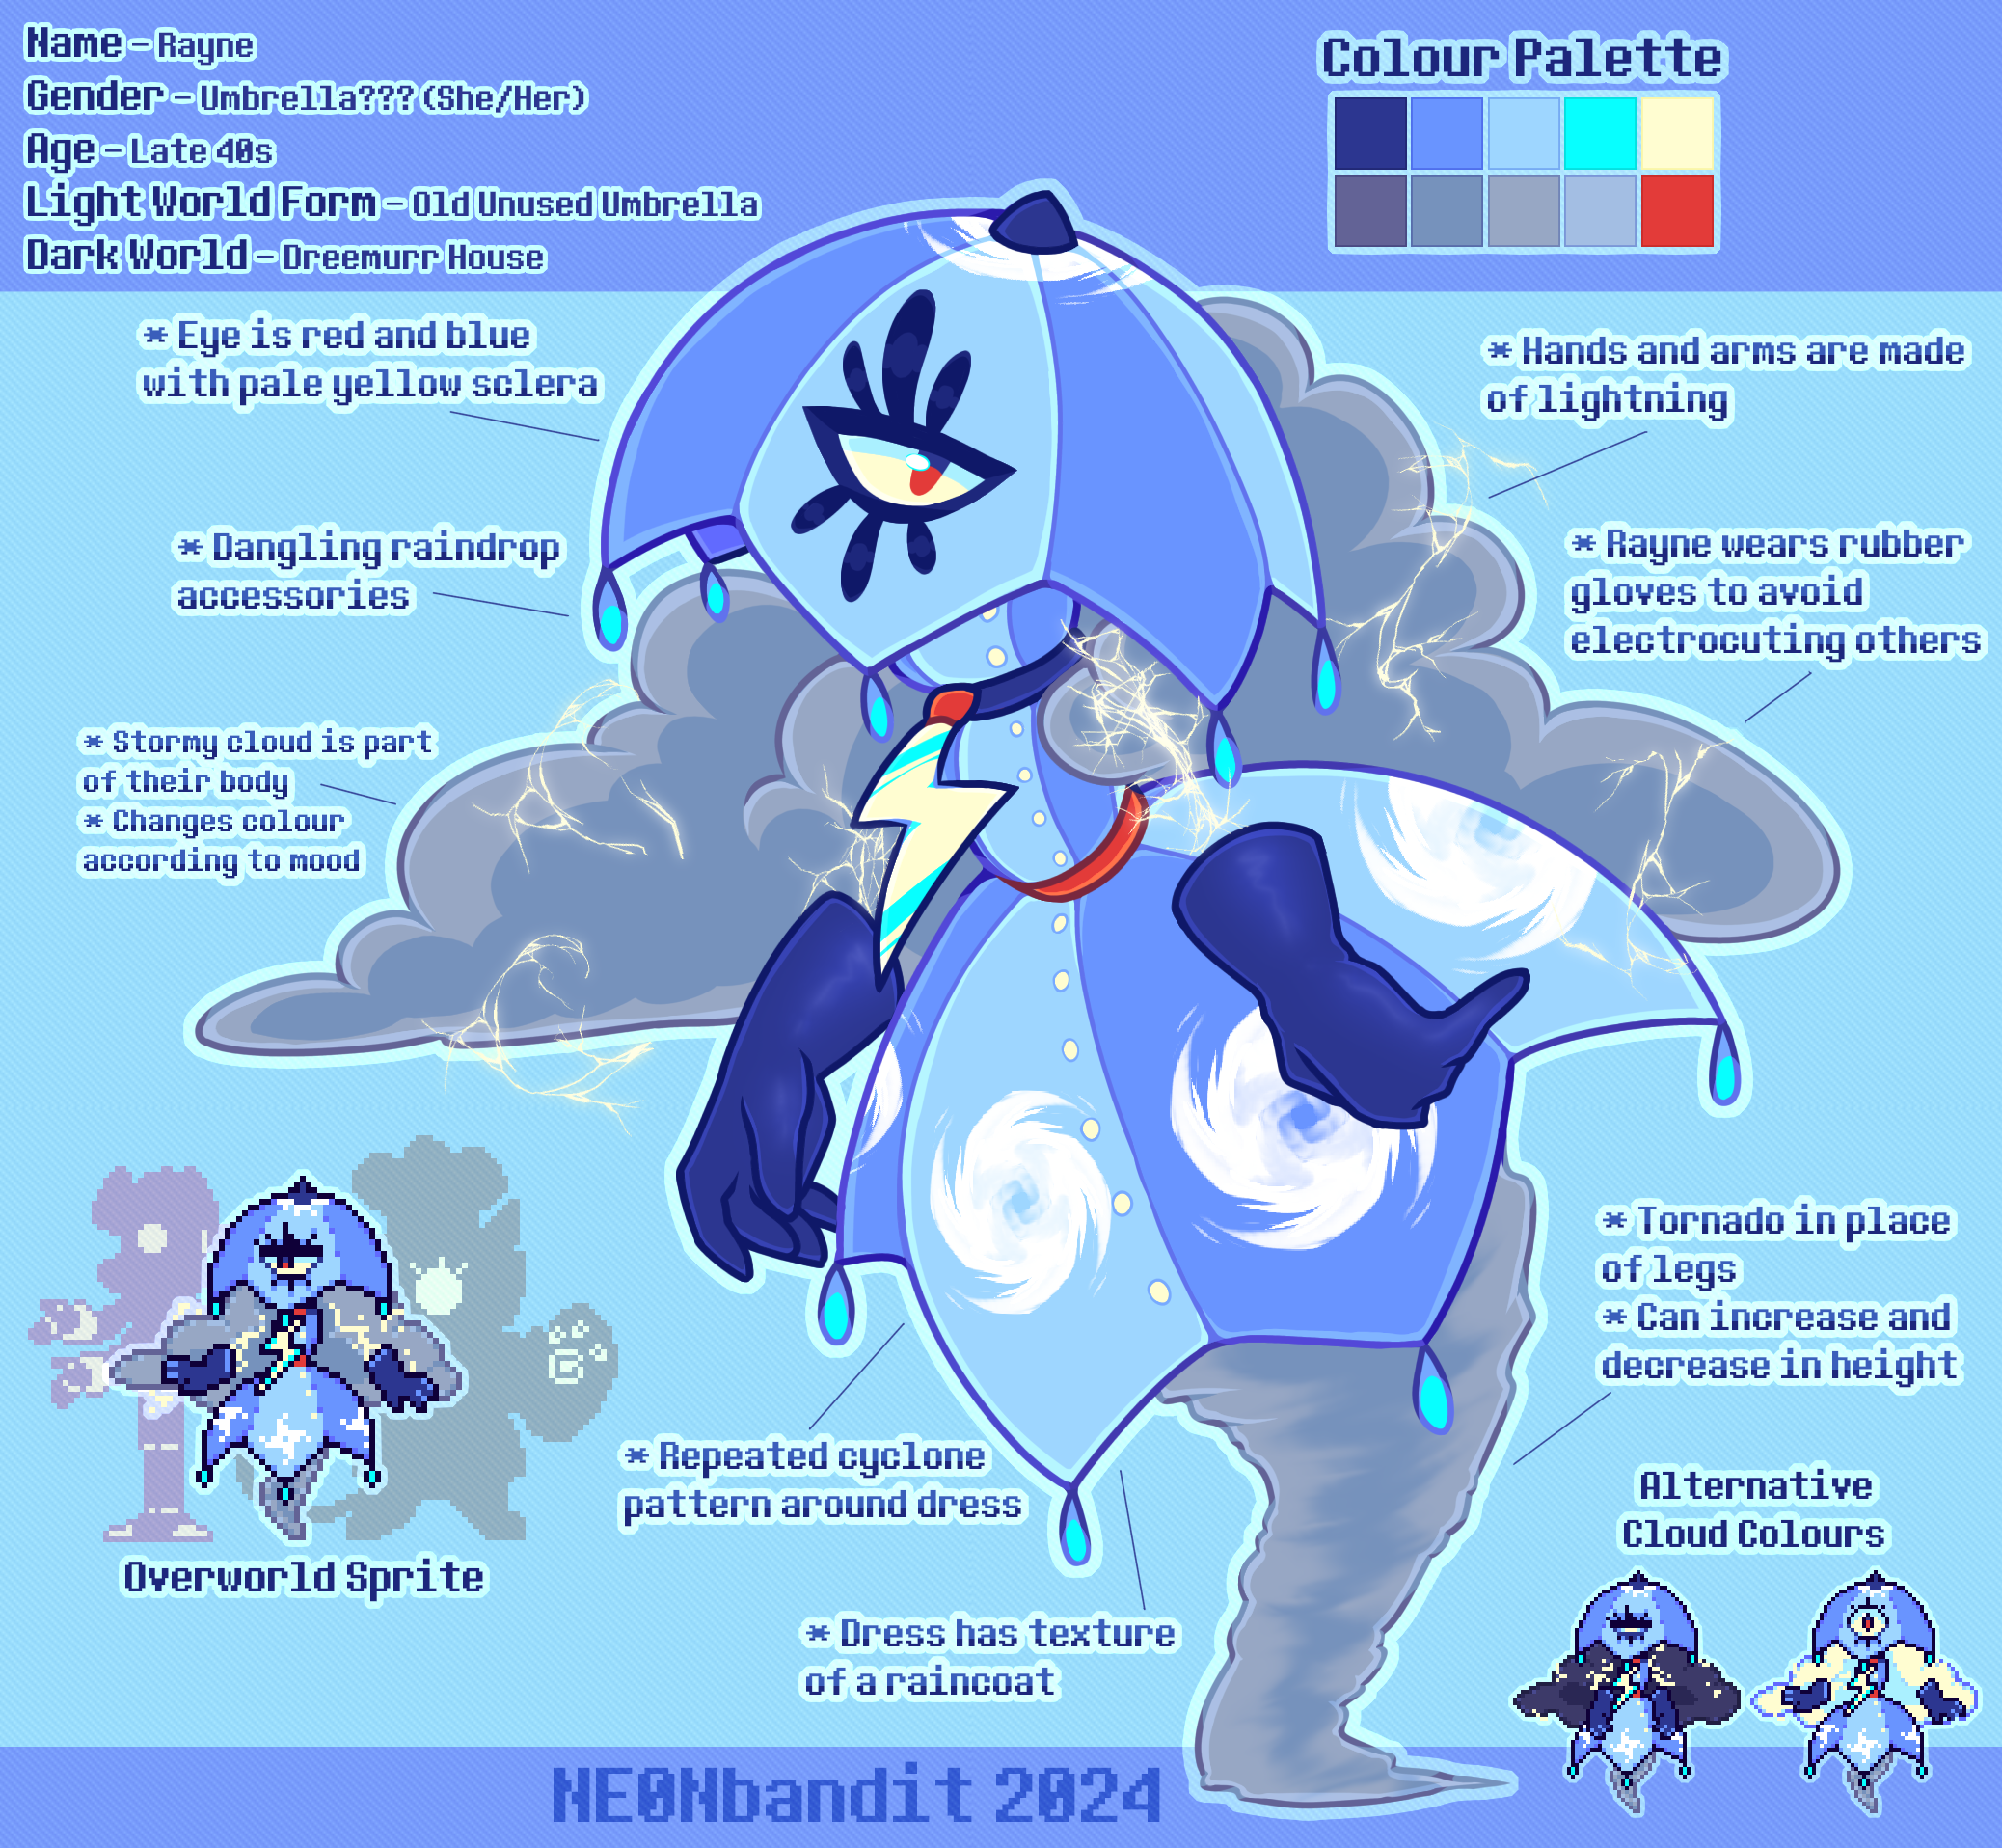 Name - Rayne
Gender - Umbrella??? (She/Her)
Age - Late 40s
Light World Form - Old Unused Umbrella
Dark World - Dreemurr House
Colour Palette
* Eye is red and blue
with pale yellow sclera
* Hands and arms are made
of lightning
* Dangling raindrop
accessories
* Rayne wears rubber
gloves to avoid
electrocuting others
* Stormy cloud is part
of their body
* Changes colour
according to mood
* Tornado in place
of legs
* Can increase and
decrease in height
* Repeated cyclone
pattern around dress
Overworld Sprite
* Dress has texture
of a raincoat
Alternative
Cloud Colours
NE0NbandIt 2024